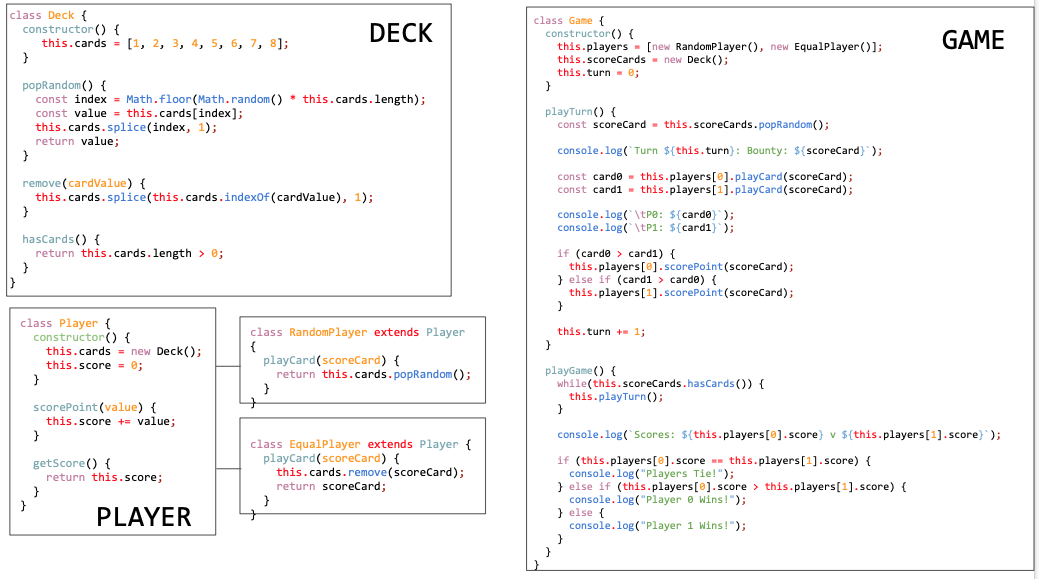 class Deck {
constructor() {
this.cards = [1, 2, 3, 4, 5, 6, 7, 8];
}
popRandom() {
const index = Math.floor(Math.random() * this.cards.length);
const value = this.cards[index];
this.cards.splice(index, 1);
return value;
}
remove(cardValue) {
this.cards.splice(this.cards.indexOf(cardValue), 1);
}
hasCards() {
return this.cards.length > 0;
}
}
DECK
class Player {
constructor() {
this.cards = new Deck();
this.score = 0;
}
scorePoint(value) {
this.score += value;
}
getScore() {
return this.score;
}
}
PLAYER
class RandomPlayer extends Player
{
playCard(scoreCard) {
return this.cards.popRandom();
}
}
class EqualPlayer extends Player {
playCard(scoreCard) {
this.cards.remove(scoreCard);
return scoreCard;
}
}
class Game {
constructor() {
this.players = [new RandomPlayer(), new EqualPlayer()];
this.scoreCards = new Deck();
this.turn = 0;
}
playTurn() {
const scoreCard = this.scoreCards.popRandom();
console.log(`Turn ${this.turn}: Bounty: ${scoreCard}`);
const card0 = this.players[0].playCard(scoreCard);
const card1 = this.players[1].playCard(scoreCard);
console.log(`\tP0: ${card0}`);
console.log(`\tP1: ${card1}`);
if (card0 > card1) {
this.players[0].scorePoint(scoreCard);
} else if (card1 > card0) {
this.players[1].scorePoint(scoreCard);
}
this.turn += 1;
}
playGame() {
while(this.scoreCards.hasCards()) {
this.playTurn();
}
console.log(`Scores: ${this.players[0].score} v ${this.players[1].score}`);
if (this.players[0].score == this.players[1].score) {
console.log("Players Tie!");
} else if (this.players[0].score > this.players[1].score) {
console.log("Player 0 Wins!");
} else {
console.log("Player 1 Wins!");
}
}
}
GAME